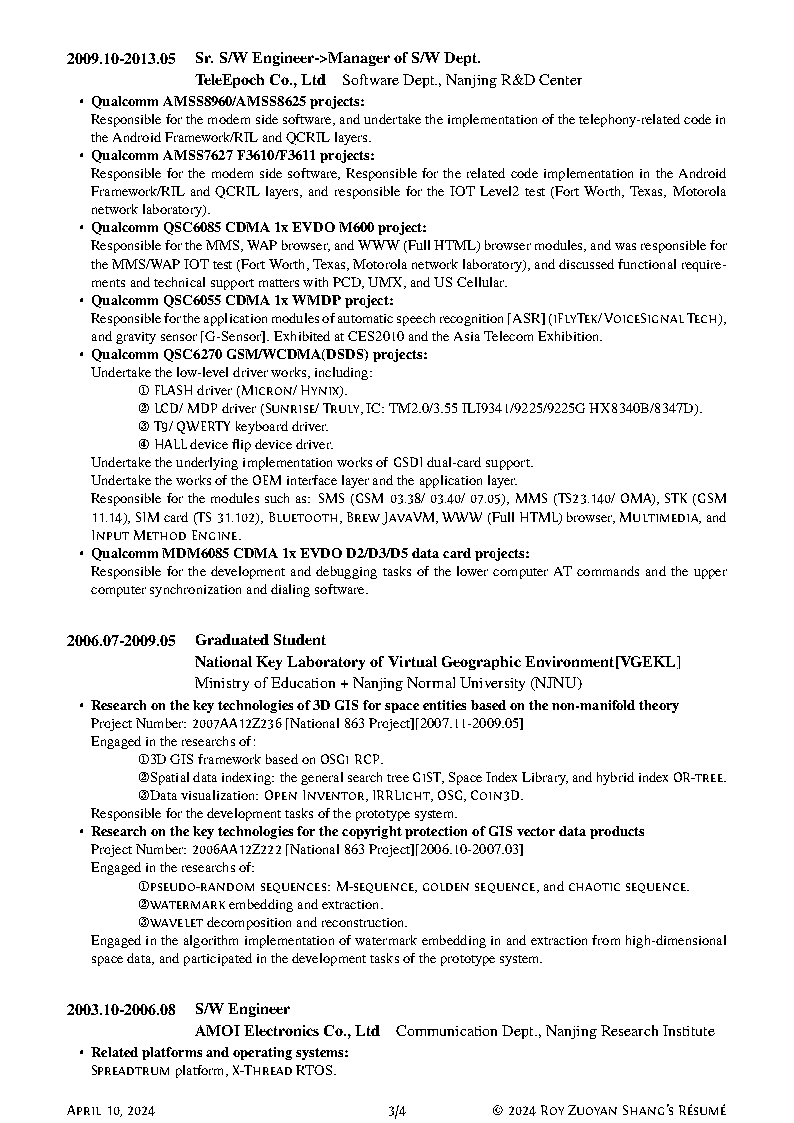 2009.10-2013.05 Sr. S/W Engineer->Manager of S/W Dept.
TeleEpoch Co., Ltd Software Dept., Nanjing R&D Center
• Qualcomm AMSS8960/AMSS8625 projects:
Responsible for the modem side software, and undertake the implementation of the telephony-related code in
the Android Framework/RIL and QCRIL layers.
• Qualcomm AMSS7627 F3610/F3611 projects:
Responsible for the modem side software, Responsible for the related code implementation in the Android
Framework/RIL and QCRIL layers, and responsible for the IOT Level2 test (Fort Worth, Texas, Motorola
network laboratory).
• Qualcomm QSC6085 CDMA 1x EVDO M600 project:
Responsible for the MMS, WAP browser, and WWW (Full HTML) browser modules, and was responsible for
the MMS/WAP IOT test (Fort Worth, Texas, Motorola network laboratory), and discussed functional require-
ments and technical support matters with PCD, UMX, and US Cellular.
• Qualcomm QSC6055 CDMA 1x WMDP project:
Responsible for the application modules of automatic speech recognition [ASR] (iFlyTek/VoiceSignal Tech),
and gravity sensor [G-Sensor]. Exhibited at CES2010 and the Asia Telecom Exhibition.
• Qualcomm QSC6270 GSM/WCDMA(DSDS) projects:
Undertake the low-level driver works, including:
① FLASH driver (Micron/ Hynix).
② LCD/ MDP driver (Sunrise/ Truly, IC: TM2.0/3.55 ILI9341/9225/9225G HX8340B/8347D).
③ T9/ QWERTY keyboard driver.
④ HALL device flip device driver.
Undertake the underlying implementation works of GSDI dual-card support.
Undertake the works of the OEM interface layer and the application layer.
Responsible for the modules such as: SMS (GSM 03.38/ 03.40/ 07.05), MMS (TS23.140/ OMA), STK (GSM
11.14), SIM card (TS 31.102), Bluetooth, Brew JavaVM, WWW (Full HTML) browser, Multimedia, and
Input Method Engine.
• Qualcomm MDM6085 CDMA 1x EVDO D2/D3/D5 data card projects:
Responsible for the development and debugging tasks of the lower computer AT commands and the upper
computer synchronization and dialing software.
2006.07-2009.05 Graduated Student
National Key Laboratory of Virtual Geographic Environment[VGEKL]
Ministry of Education + Nanjing Normal University (NJNU)
• Research on the key technologies of 3D GIS for space entities based on the non-manifold theory
Project Number: 2007AA12Z236 [National 863 Project][2007.11-2009.05]
Engaged in the researchs of:
①3D GIS framework based on OSGi RCP.
②Spatial data indexing: the general search tree GiST, Space Index Library, and hybrid index OR-tree.
③Data visualization: Open Inventor, IRRLicht, OSG, Coin3D.
Responsible for the development tasks of the prototype system.
• Research on the key technologies for the copyright protection of GIS vector data products
Project Number: 2006AA12Z222 [National 863 Project][2006.10-2007.03]
Engaged in the researchs of:
①pseudo-random sequences: M-sequence, golden sequence, and chaotic sequence.
②watermark embedding and extraction.
③wavelet decomposition and reconstruction.
Engaged in the algorithm implementation of watermark embedding in and extraction from high-dimensional
space data, and participated in the development tasks of the prototype system.
2003.10-2006.08 S/W Engineer
AMOI Electronics Co., Ltd Communication Dept., Nanjing Research Institute
• Related platforms and operating systems:
Spreadtrum platform, X-Thread RTOS.
April 10, 2024 3/4 © 2024 Roy Zuoyan Shang's Résumé